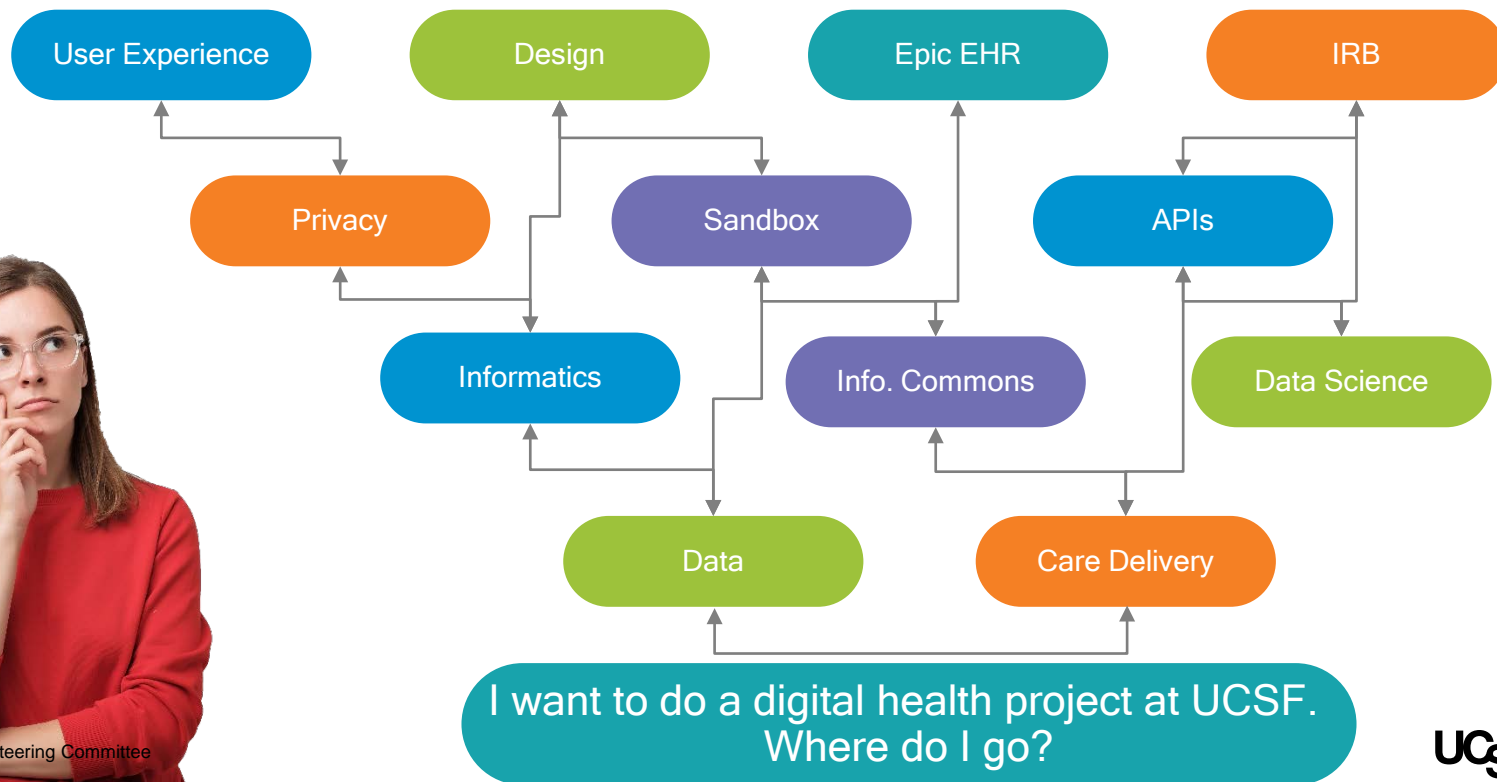 User Experience
Design
Epic EHR
IRB
Privacy
Sandbox
APIs
Informatics
Info. Commons
Data Science
Data
Care Delivery
I want to do a digital health project at UCSF.
Where do I go?
teering Committee
UCS